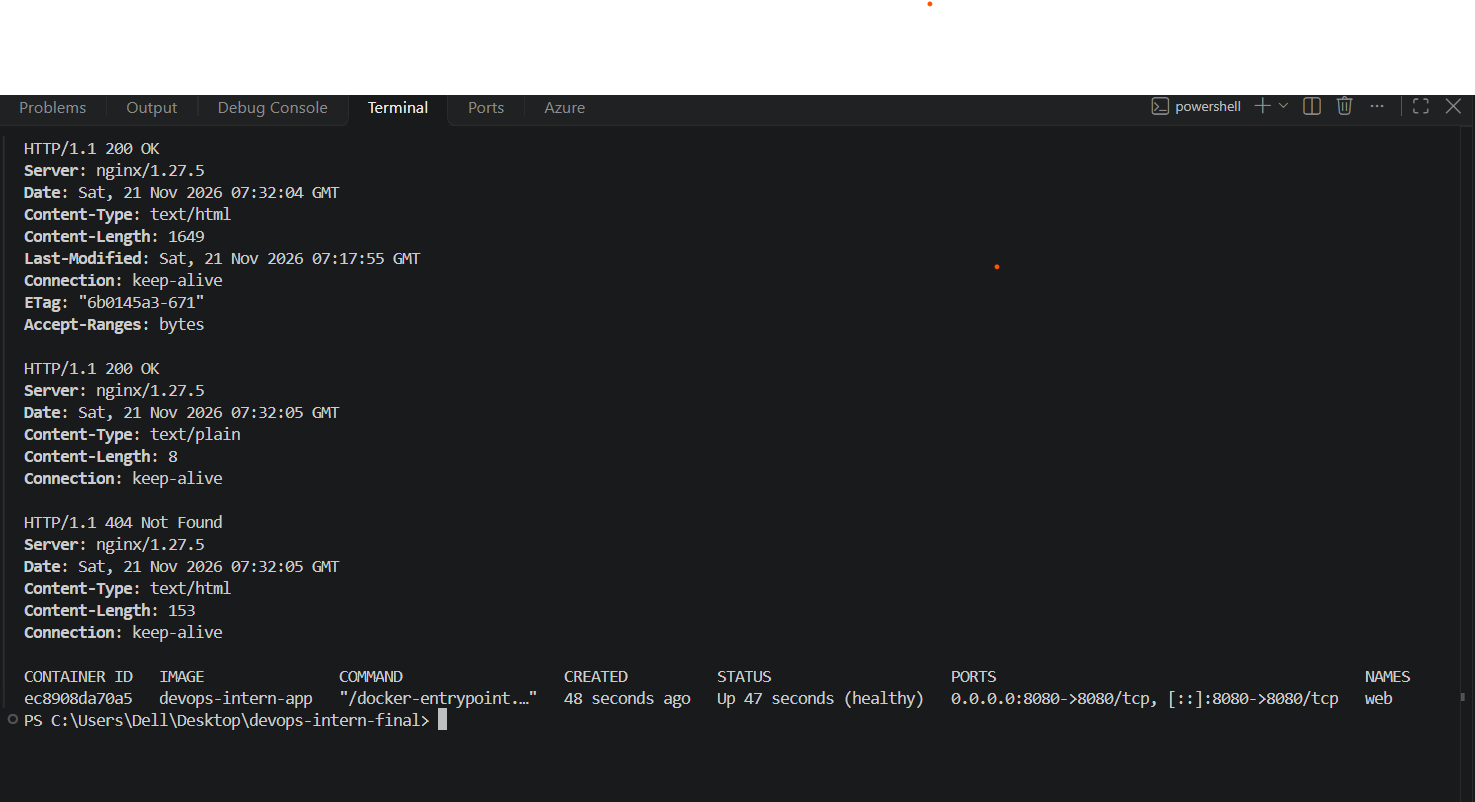 Problems Output Debug Console Terminal Ports Azure powershell
HTTP/1.1 200 OK
Server: nginx/1.27.5
Date: Sat, 21 Nov 2026 07:32:04 GMT
Content-Type: text/html
Content-Length: 1649
Last-Modified: Sat, 21 Nov 2026 07:17:55 GMT
Connection: keep-alive
ETag: "6b0145a3-671"
Accept-Ranges: bytes
HTTP/1.1 200 OK
Server: nginx/1.27.5
Date: Sat, 21 Nov 2026 07:32:05 GMT
Content-Type: text/plain
Content-Length: 8
Connection: keep-alive
HTTP/1.1 404 Not Found
Server: nginx/1.27.5
Date: Sat, 21 Nov 2026 07:32:05 GMT
Content-Type: text/html
Content-Length: 153
Connection: keep-alive
CONTAINER ID IMAGE COMMAND CREATED STATUS PORTS NAMES
ec8908da70a5 devops-intern-app "/docker-entrypoint.…" 48 seconds ago Up 47 seconds (healthy) 0.0.0.0:8080->8080/tcp, [::]:8080->8080/tcp web
PS C:\Users\Dell\Desktop\devops-intern-final>